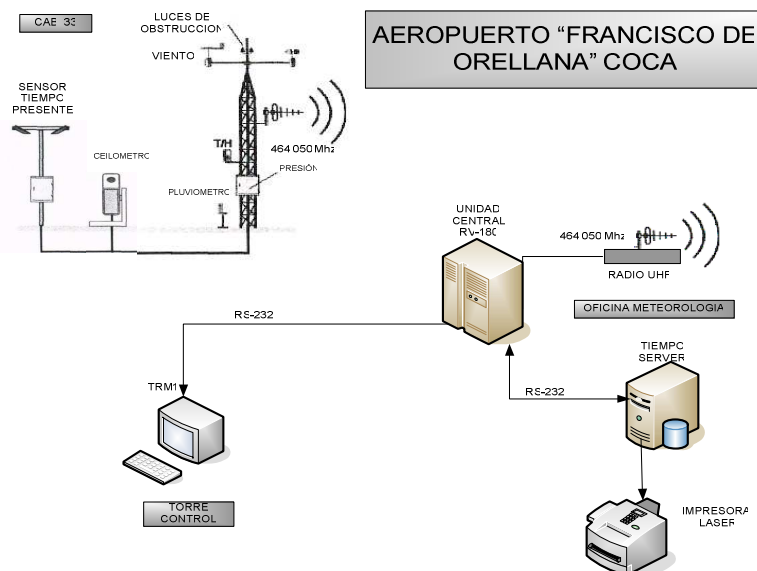 CAE 33
LUCES DE
OBSTRUCCION
VIENTO
SENSOR
TIEMPO
PRESENTE
CEILOMETRO
T/H
464 050 Mhz
PRESIÓN
PLUVIOMETRO
AEROPUERTO “FRANCISCO DE
ORELLANA” COCA
UNIDAD
CENTRAL
RV-180
464 050 Mhz
RADIO UHF
OFICINA METEOROLOGIA
RS-232
TIEMPO
SERVER
RS-232
TRM1
TORRE
CONTROL
IMPRESORA
LASER